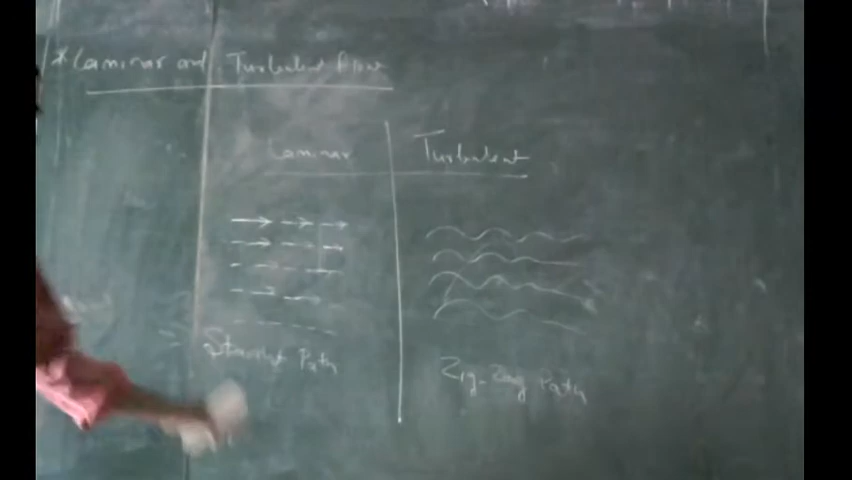 * Laminar and Turbulent flow
Laminar
Turbulent
Straight Path
Zig-Zag Path